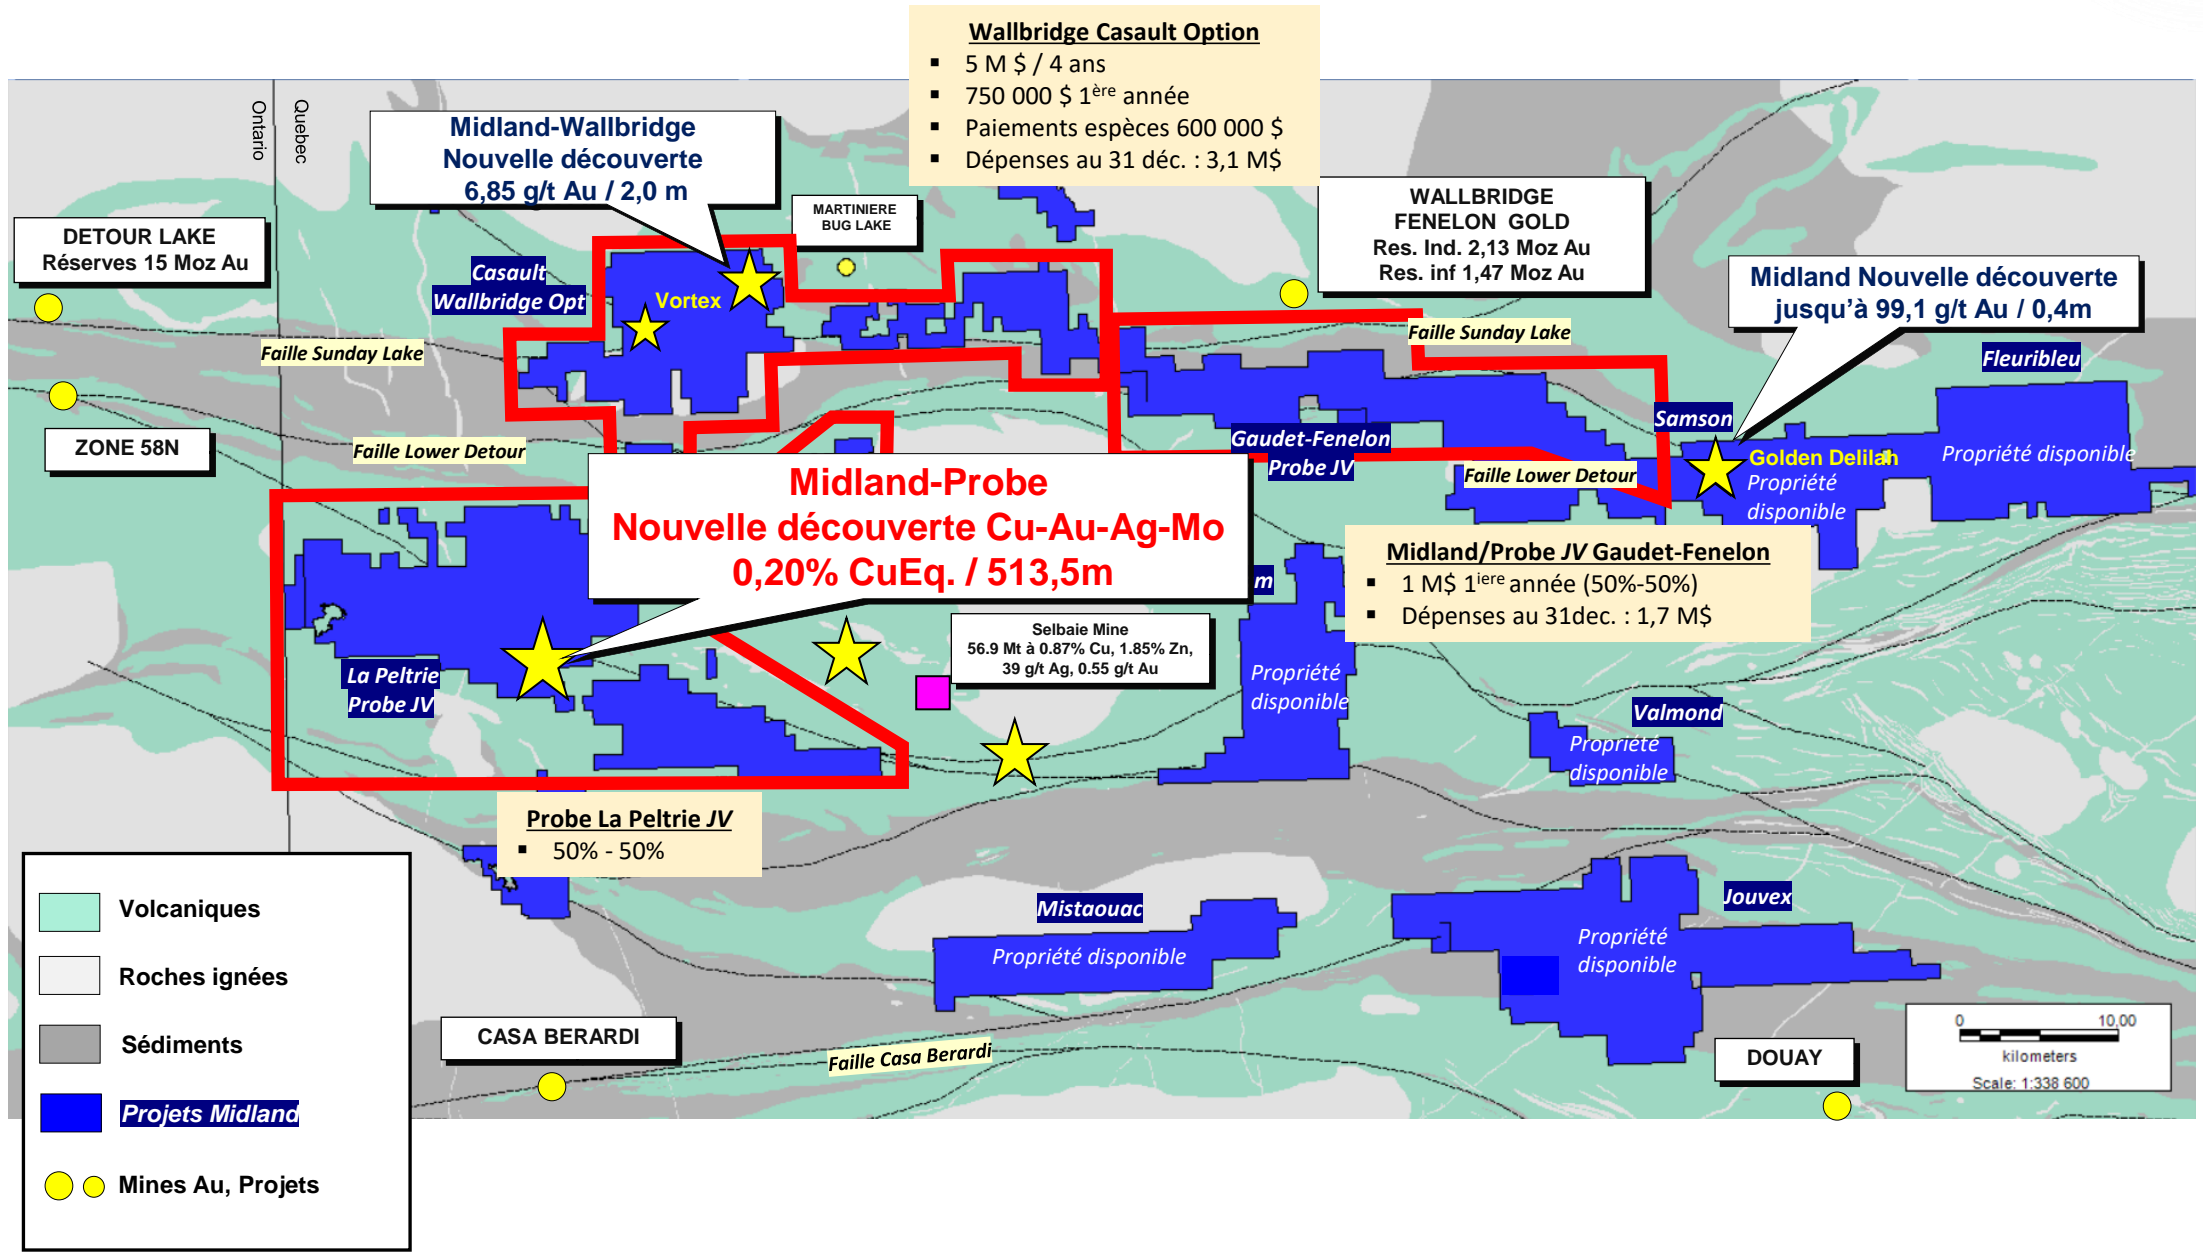 Wallbridge Casault Option
▪ 5 M $ / 4 ans
▪ 750 000 $ 1ère année
▪ Paiements espèces 600 000 $
▪ Dépenses au 31 déc. : 3,1 M$
Ontario
Quebec
Midland-Wallbridge
Nouvelle découverte
6,85 g/t Au / 2,0 m
MARTINIERE
BUG LAKE
WALLBRIDGE
FENELON GOLD
Res. Ind. 2,13 Moz Au
Res. inf 1,47 Moz Au
DETOUR LAKE
Réserves 15 Moz Au
Casault
Wallbridge Opt
Vortex
Midland Nouvelle découverte
jusqu'à 99,1 g/t Au / 0,4m
Faille Sunday Lake
Faille Sunday Lake
Fleuribleu
Samson
ZONE 58N
Faille Lower Detour
Gaudet-Fenelon
Probe JV
Faille Lower Detour
Golden Delilah
Propriété
disponible
Propriété disponible
Midland-Probe
Nouvelle découverte Cu-Au-Ag-Mo
0,20% CuEq. / 513,5m
m
Midland/Probe JV Gaudet-Fenelon
▪ 1 M$ 1iere année (50%-50%)
▪ Dépenses au 31dec. : 1,7 M$
Selbaie Mine
56.9 Mt à 0.87% Cu, 1.85% Zn,
39 g/t Ag, 0.55 g/t Au
La Peltrie
Probe JV
Propriété
disponible
Valmond
Propriété
disponible
Probe La Peltrie JV
▪ 50% - 50%
Mistaouac
Propriété disponible
Jouvex
Propriété
disponible
Volcaniques
Roches ignées
Sédiments
Projets Midland
Mines Au, Projets
CASA BERARDI
Faille Casa Berardi
DOUAY
0 10,00
kilometers
Scale: 1:338 600